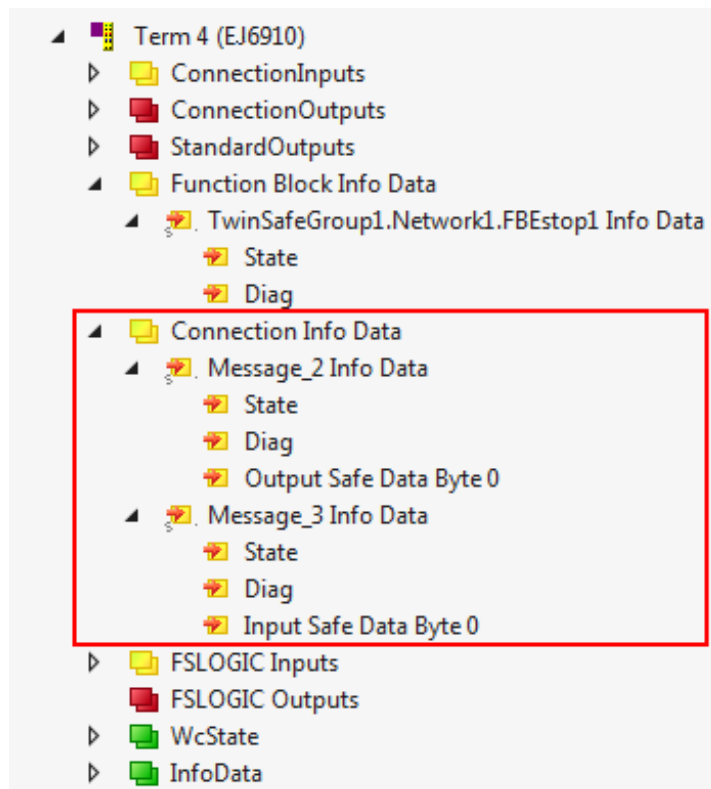 Term 4 (EJ6910)
ConnectionInputs
ConnectionOutputs
StandardOutputs
Function Block Info Data
TwinSafeGroup1.Network1.FBEstop1 Info Data
State
Diag
Connection Info Data
Message_2 Info Data
State
Diag
Output Safe Data Byte 0
Message_3 Info Data
State
Diag
Input Safe Data Byte 0
FSLOGIC Inputs
FSLOGIC Outputs
WcState
InfoData